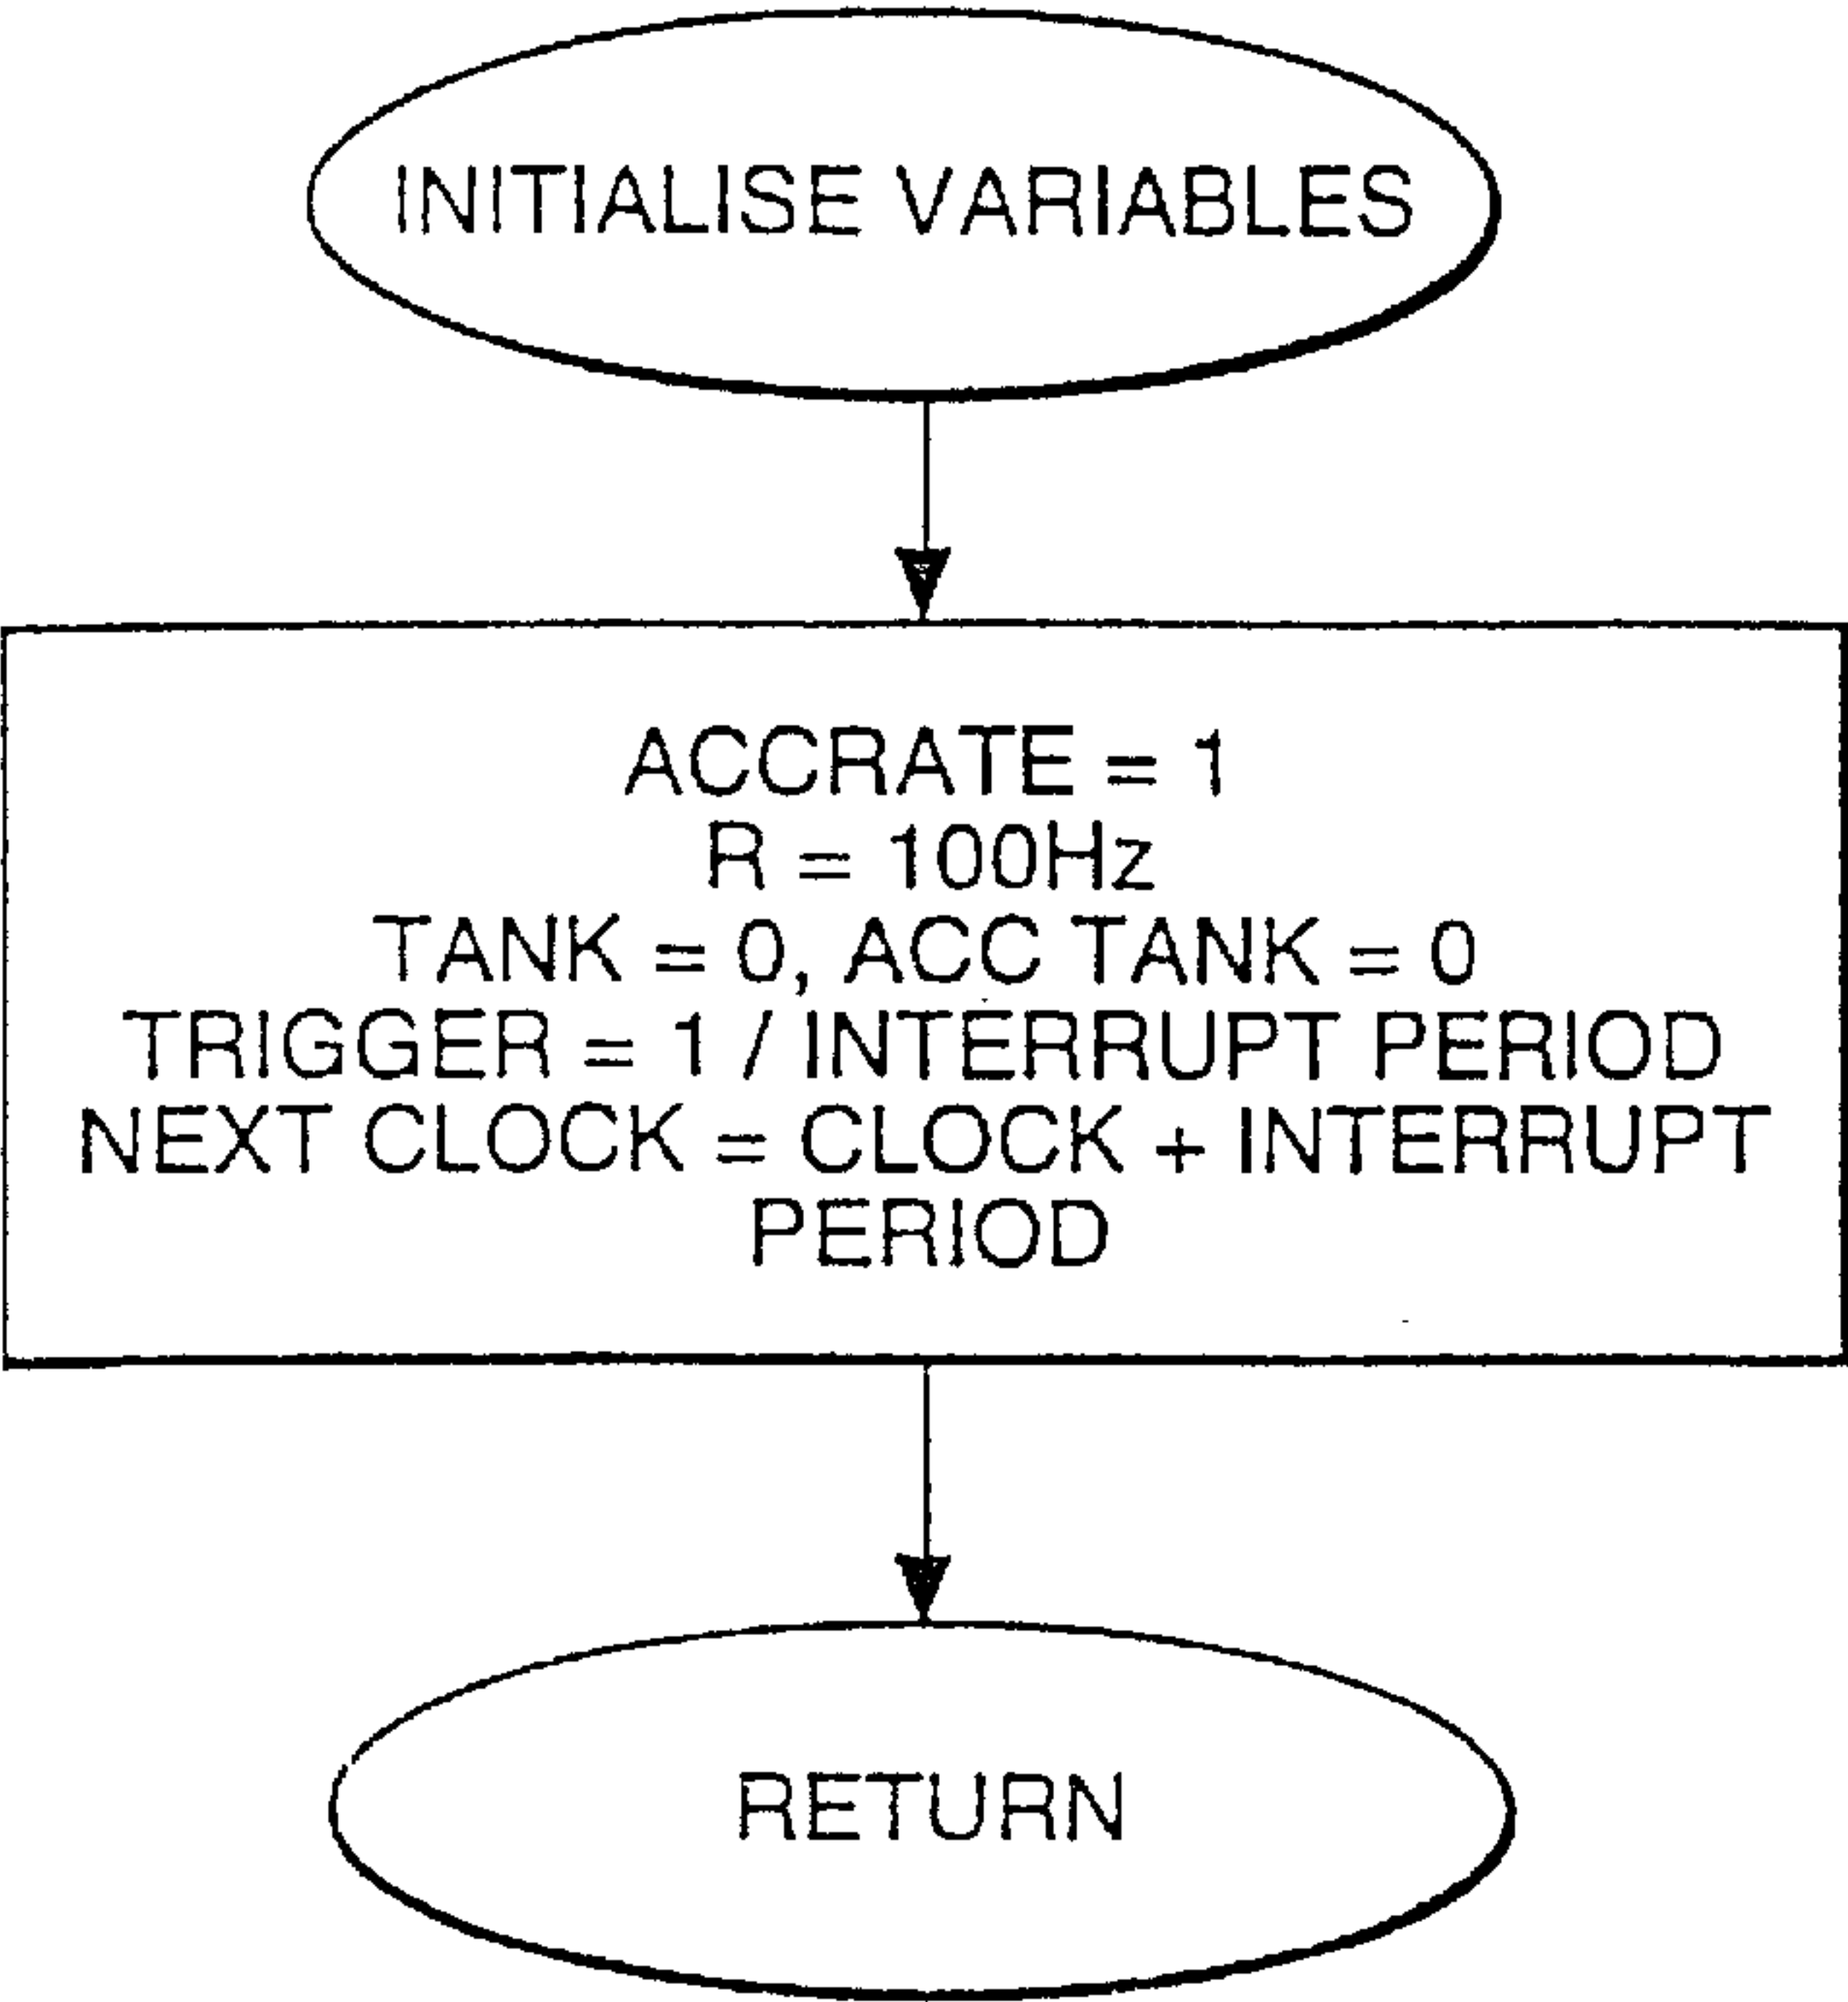 INITIALISE VARIABLES
ACCRATE = 1
R = 100Hz
TANK = 0, ACC TANK = 0
TRIGGER = 1 / INTERRUPT PERIOD
NEXT CLOCK = CLOCK + INTERRUPT
PERIOD
RETURN